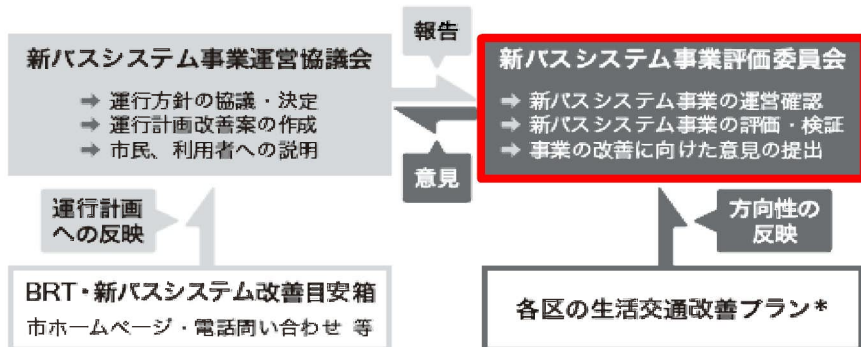 報告
新バスシステム事業運営協議会
➡ 運行方針の協議・決定
➡ 運行計画改善案の作成
➡ 市民、利用者への説明
新バスシステム事業評価委員会
➡ 新バスシステム事業の運営確認
➡ 新バスシステム事業の評価・検証
➡ 事業の改善に向けた意見の提出
意見
運行計画
への反映
方向性の
反映
BRT・新バスシステム改善目安箱
市ホームページ・電話問い合わせ 等
各区の生活交通改善プラン*